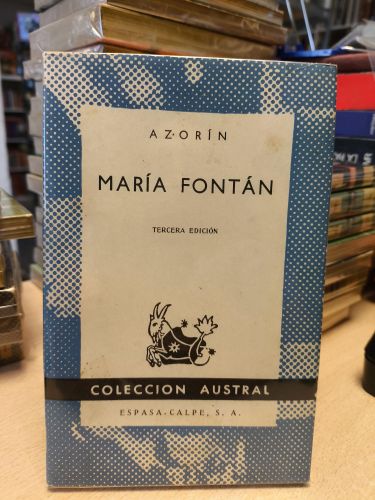 AZORÍN
MARÍA FONTÁN
TERCERA EDICIÓN
COLECCION AUSTRAL
ESPASA-CALPE, S. A.